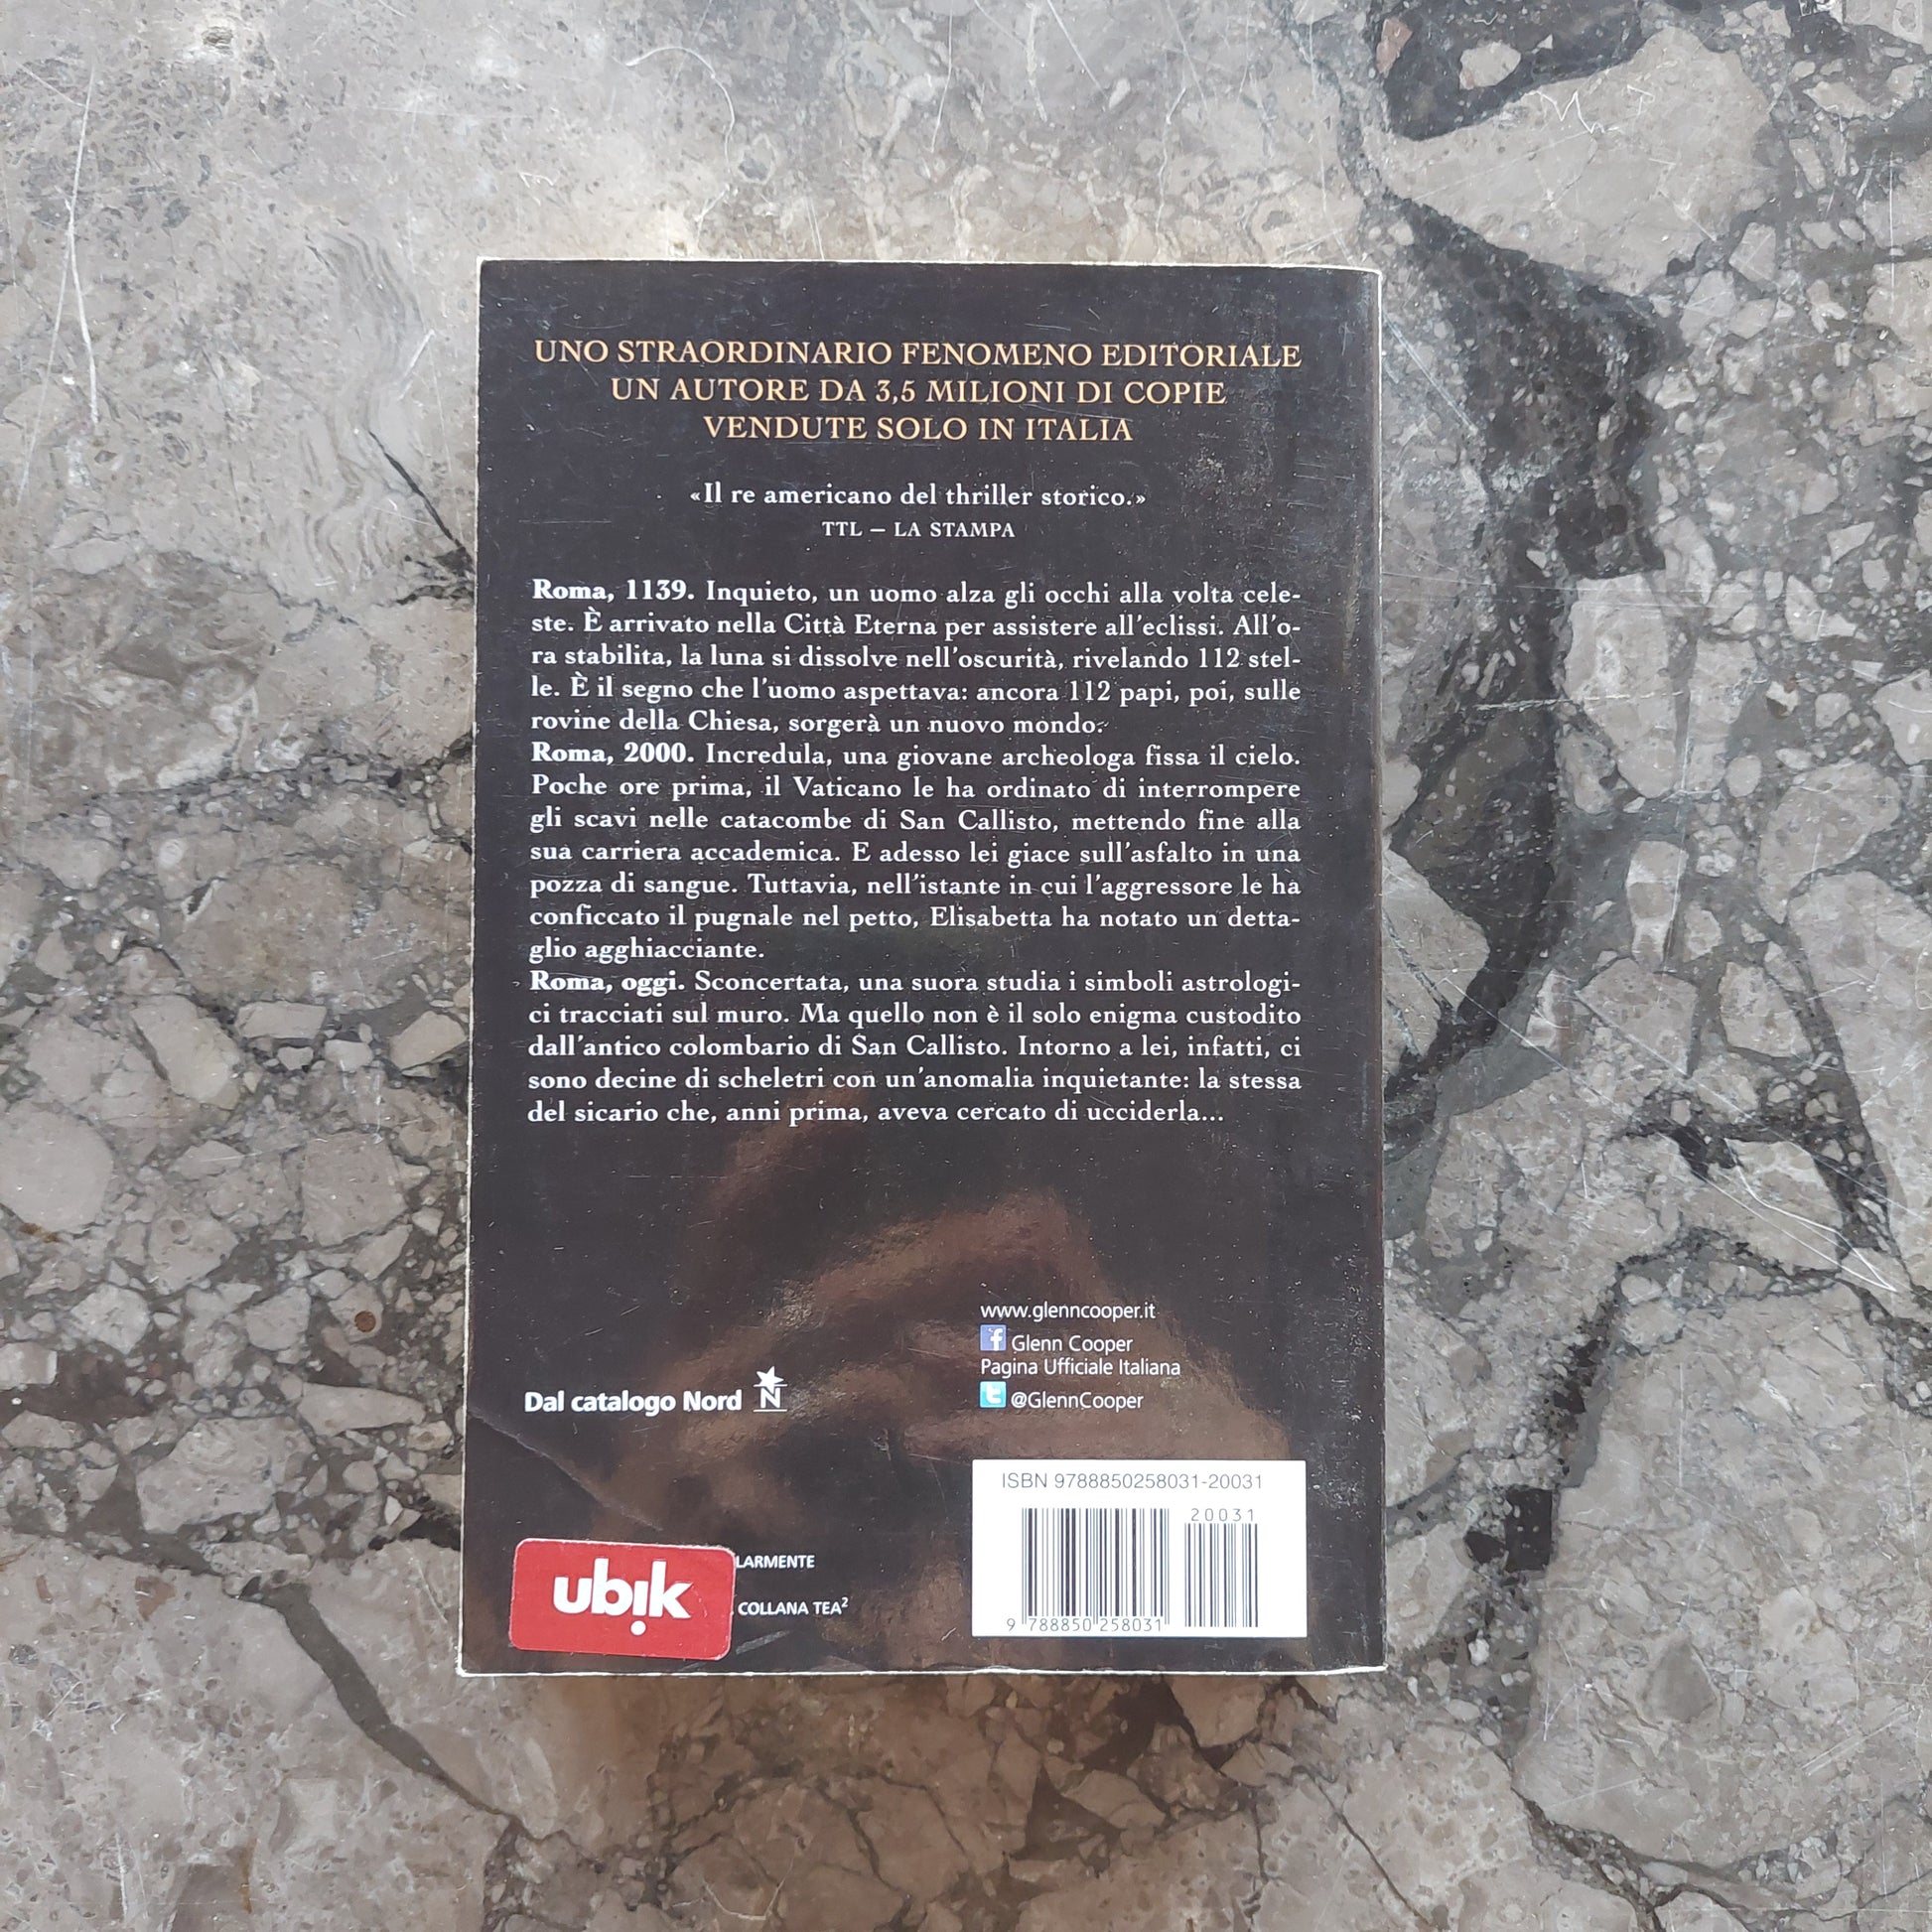 UNO STRAORDINARIO FENOMENO EDITORIALE
UN AUTORE DA 3,5 MILIONI DI COPIE
VENDUTE SOLO IN ITALIA
«Il re americano del thriller storico.»
TTL – LA STAMPA
Roma, 1139. Inquieto, un uomo alza gli occhi alla volta cele-
ste. È arrivato nella Città Eterna per assistere all'eclissi. All'o-
ra stabilita, la luna si dissolve nell'oscurità, rivelando 112 stel-
le. È il segno che l'uomo aspettava: ancora 112 papi, poi, sulle
rovine della Chiesa, sorgerà un nuovo mondo.
Roma, 2000. Incredula, una giovane archeologa fissa il cielo.
Poche ore prima, il Vaticano le ha ordinato di interrompere
gli scavi nelle catacombe di San Callisto, mettendo fine alla
sua carriera accademica. E adesso lei giace sull'asfalto in una
pozza di sangue. Tuttavia, nell'istante in cui l'aggressore le ha
conficcato il pugnale nel petto, Elisabetta ha notato un detta-
glio agghiacciante.
Roma, oggi. Sconcertata, una suora studia i simboli astrologi-
ci tracciati sul muro. Ma quello non è il solo enigma custodito
dall'antico colombario di San Callisto. Intorno a lei, infatti, ci
sono decine di scheletri con un'anomalia inquietante: la stessa
del sicario che, anni prima, aveva cercato di ucciderla...
www.glenncooper.it
f Glenn Cooper
Pagina Ufficiale Italiana
t @GlennCooper
Dal catalogo Nord N
ISBN 9788850258031-20031
20031
9 788850 258031
ubik
LARMENTE
COLLANA TEA²